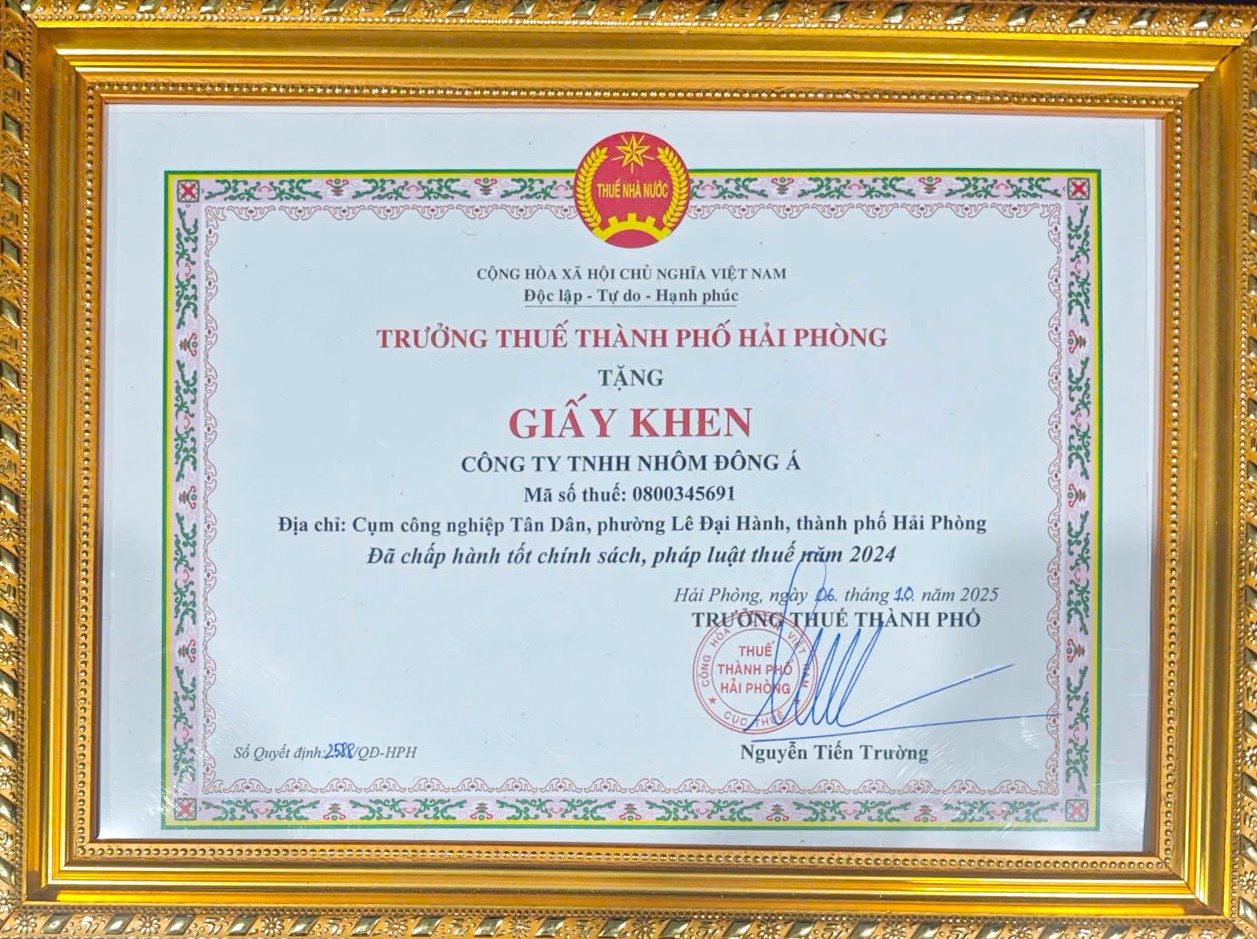 THUẾ NHÀ NƯỚC
CỘNG HÒA XÃ HỘI CHỦ NGHĨA VIỆT NAM
Độc lập - Tự do - Hạnh phúc
TRƯỞNG THUẾ THÀNH PHỐ HẢI PHÒNG
TẶNG
GIẤY KHEN
CÔNG TY TNHH NHÔM ĐÔNG Á
Mã số thuế: 0800345691
Địa chỉ: Cụm công nghiệp Tân Dân, phường Lê Đại Hành, thành phố Hải Phòng
Đã chấp hành tốt chính sách, pháp luật thuế năm 2024
Hải Phòng, ngày 06. tháng 10. năm 2025
TRƯỞNG THUẾ THÀNH PHỐ
THUẾ
THÀNH PHỐ
HẢI PHÒNG
CỤC THUẾ
Nguyễn Tiến Trường
Số Quyết định:2588/QĐ-HPH